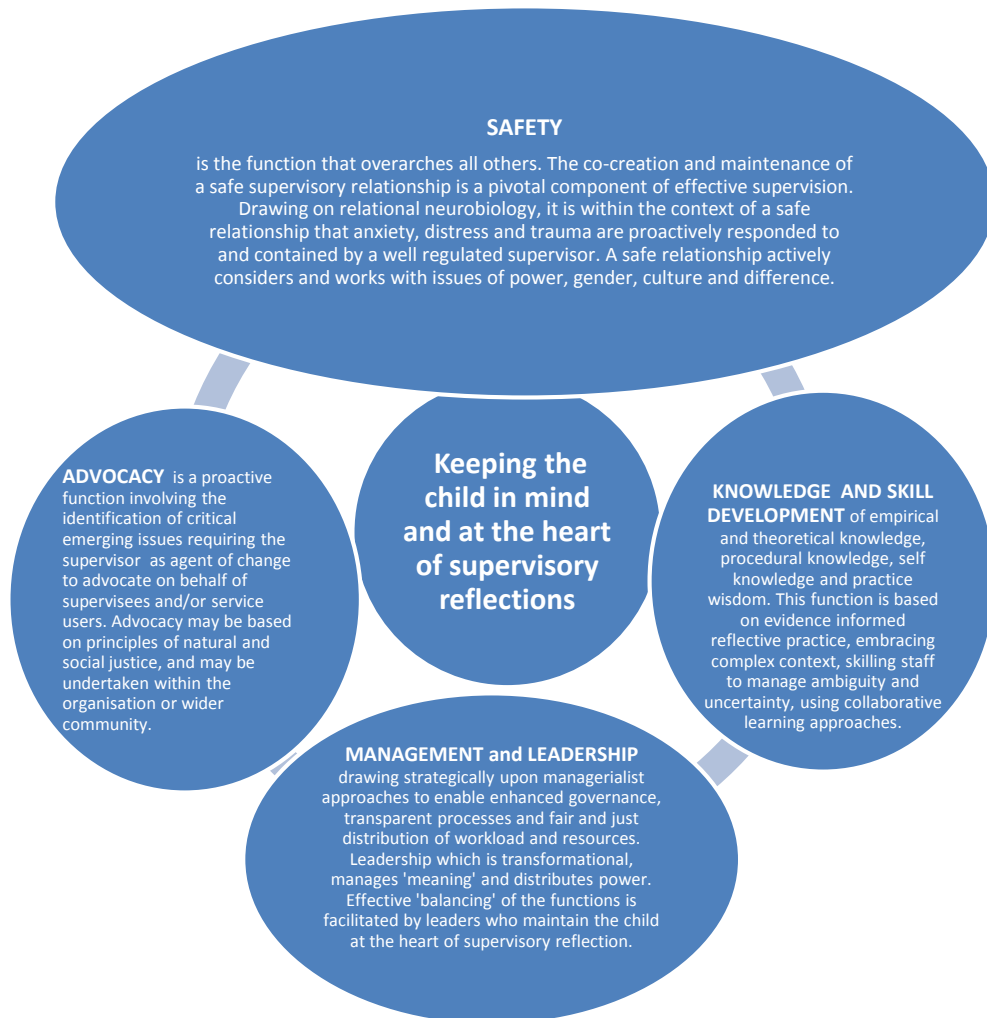 SAFETY
is the function that overarches all others. The co-creation and maintenance of
a safe supervisory relationship is a pivotal component of effective supervision.
Drawing on relational neurobiology, it is within the context of a safe
relationship that anxiety, distress and trauma are proactively responded to
and contained by a well regulated supervisor. A safe relationship actively
considers and works with issues of power, gender, culture and difference.
Keeping the
child in mind
and at the heart
of supervisory
reflections
ADVOCACY is a proactive
function involving the
identification of critical
emerging issues requiring the
supervisor as agent of change
to advocate on behalf of
supervisees and/or service
users. Advocacy may be based
on principles of natural and
social justice, and may be
undertaken within the
organisation or wider
community.
KNOWLEDGE AND SKILL
DEVELOPMENT of empirical
and theoretical knowledge,
procedural knowledge, self
knowledge and practice
wisdom. This function is based
on evidence informed
reflective practice, embracing
complex context, skilling staff
to manage ambiguity and
uncertainty, using collaborative
learning approaches.
MANAGEMENT and LEADERSHIP
drawing strategically upon managerialist
approaches to enable enhanced governance,
transparent processes and fair and just
distribution of workload and resources.
Leadership which is transformational,
manages 'meaning' and distributes power.
Effective 'balancing' of the functions is
facilitated by leaders who maintain the child
at the heart of supervisory reflection.